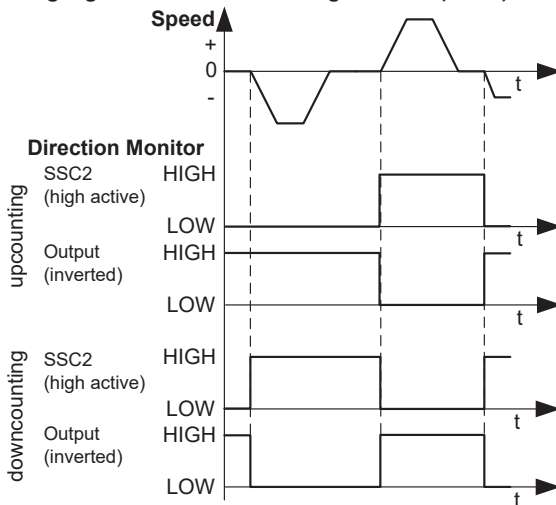 Speed
+
0
-
t
Direction Monitor
upcounting
SSC2
(high active)
HIGH
LOW
t
Output
(inverted)
HIGH
LOW
t
downcounting
SSC2
(high active)
HIGH
LOW
t
Output
(inverted)
HIGH
LOW
t